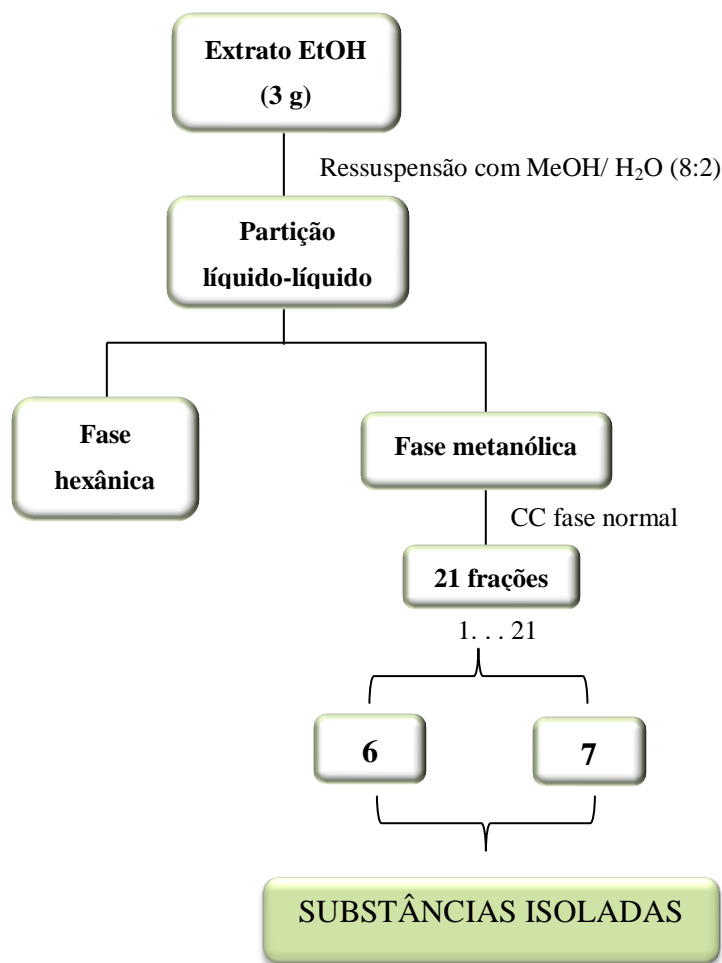 Extrato EtOH
(3 g)
Ressuspensão com MeOH/ H₂O (8:2)
Partição
líquido-líquido
Fase
hexânica
Fase metanólica
CC fase normal
21 frações
1. . . 21
6
7
SUBSTÂNCIAS ISOLADAS